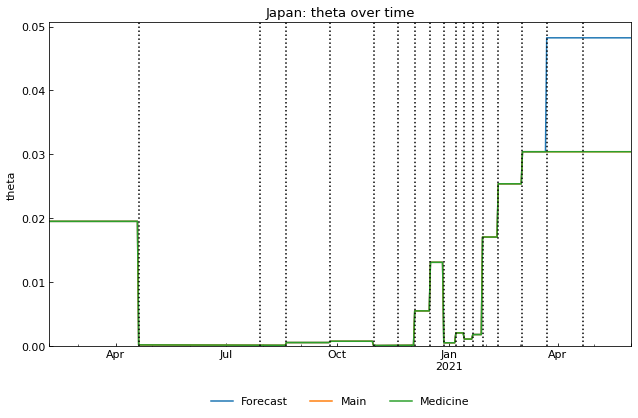 Japan: theta over time
0.05
0.04
0.03
0.02
0.01
0.00
theta
Apr Jul Oct Jan Apr
2021
Forecast Main Medicine